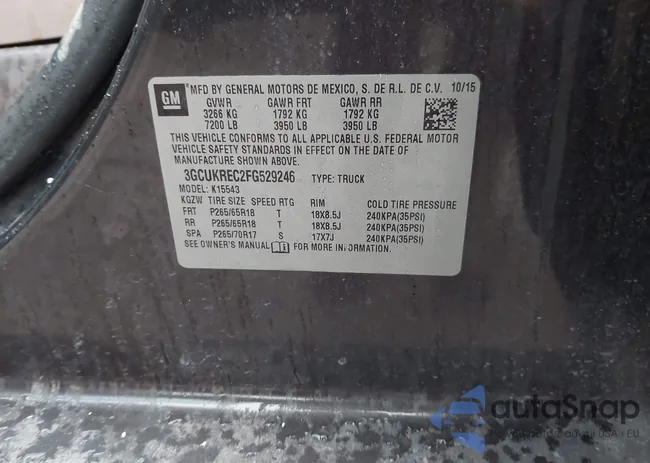 GM
MFD BY GENERAL MOTORS DE MEXICO, S. DE R.L. DE C.V. 10/15
GVWR GAWR FRT GAWR RR
3266 KG 1792 KG 1792 KG
7200 LB 3950 LB 3950 LB
THIS VEHICLE CONFORMS TO ALL APPLICABLE U.S. FEDERAL MOTOR
VEHICLE SAFETY STANDARDS IN EFFECT ON THE DATE OF
MANUFACTURE SHOWN ABOVE.
3GCUKREC2FG529246 TYPE: TRUCK
MODEL: K15543
KGZW TIRE SIZE SPEED RTG RIM COLD TIRE PRESSURE
FRT P265/65R18 T 18X8.5J 240KPA(35PSI)
RR P265/65R18 T 18X8.5J 240KPA(35PSI)
SPA P265/70R17 S 17X7J 240KPA(35PSI)
SEE OWNER'S MANUAL FOR MORE INFORMATION.
autoSnap
USA - EU